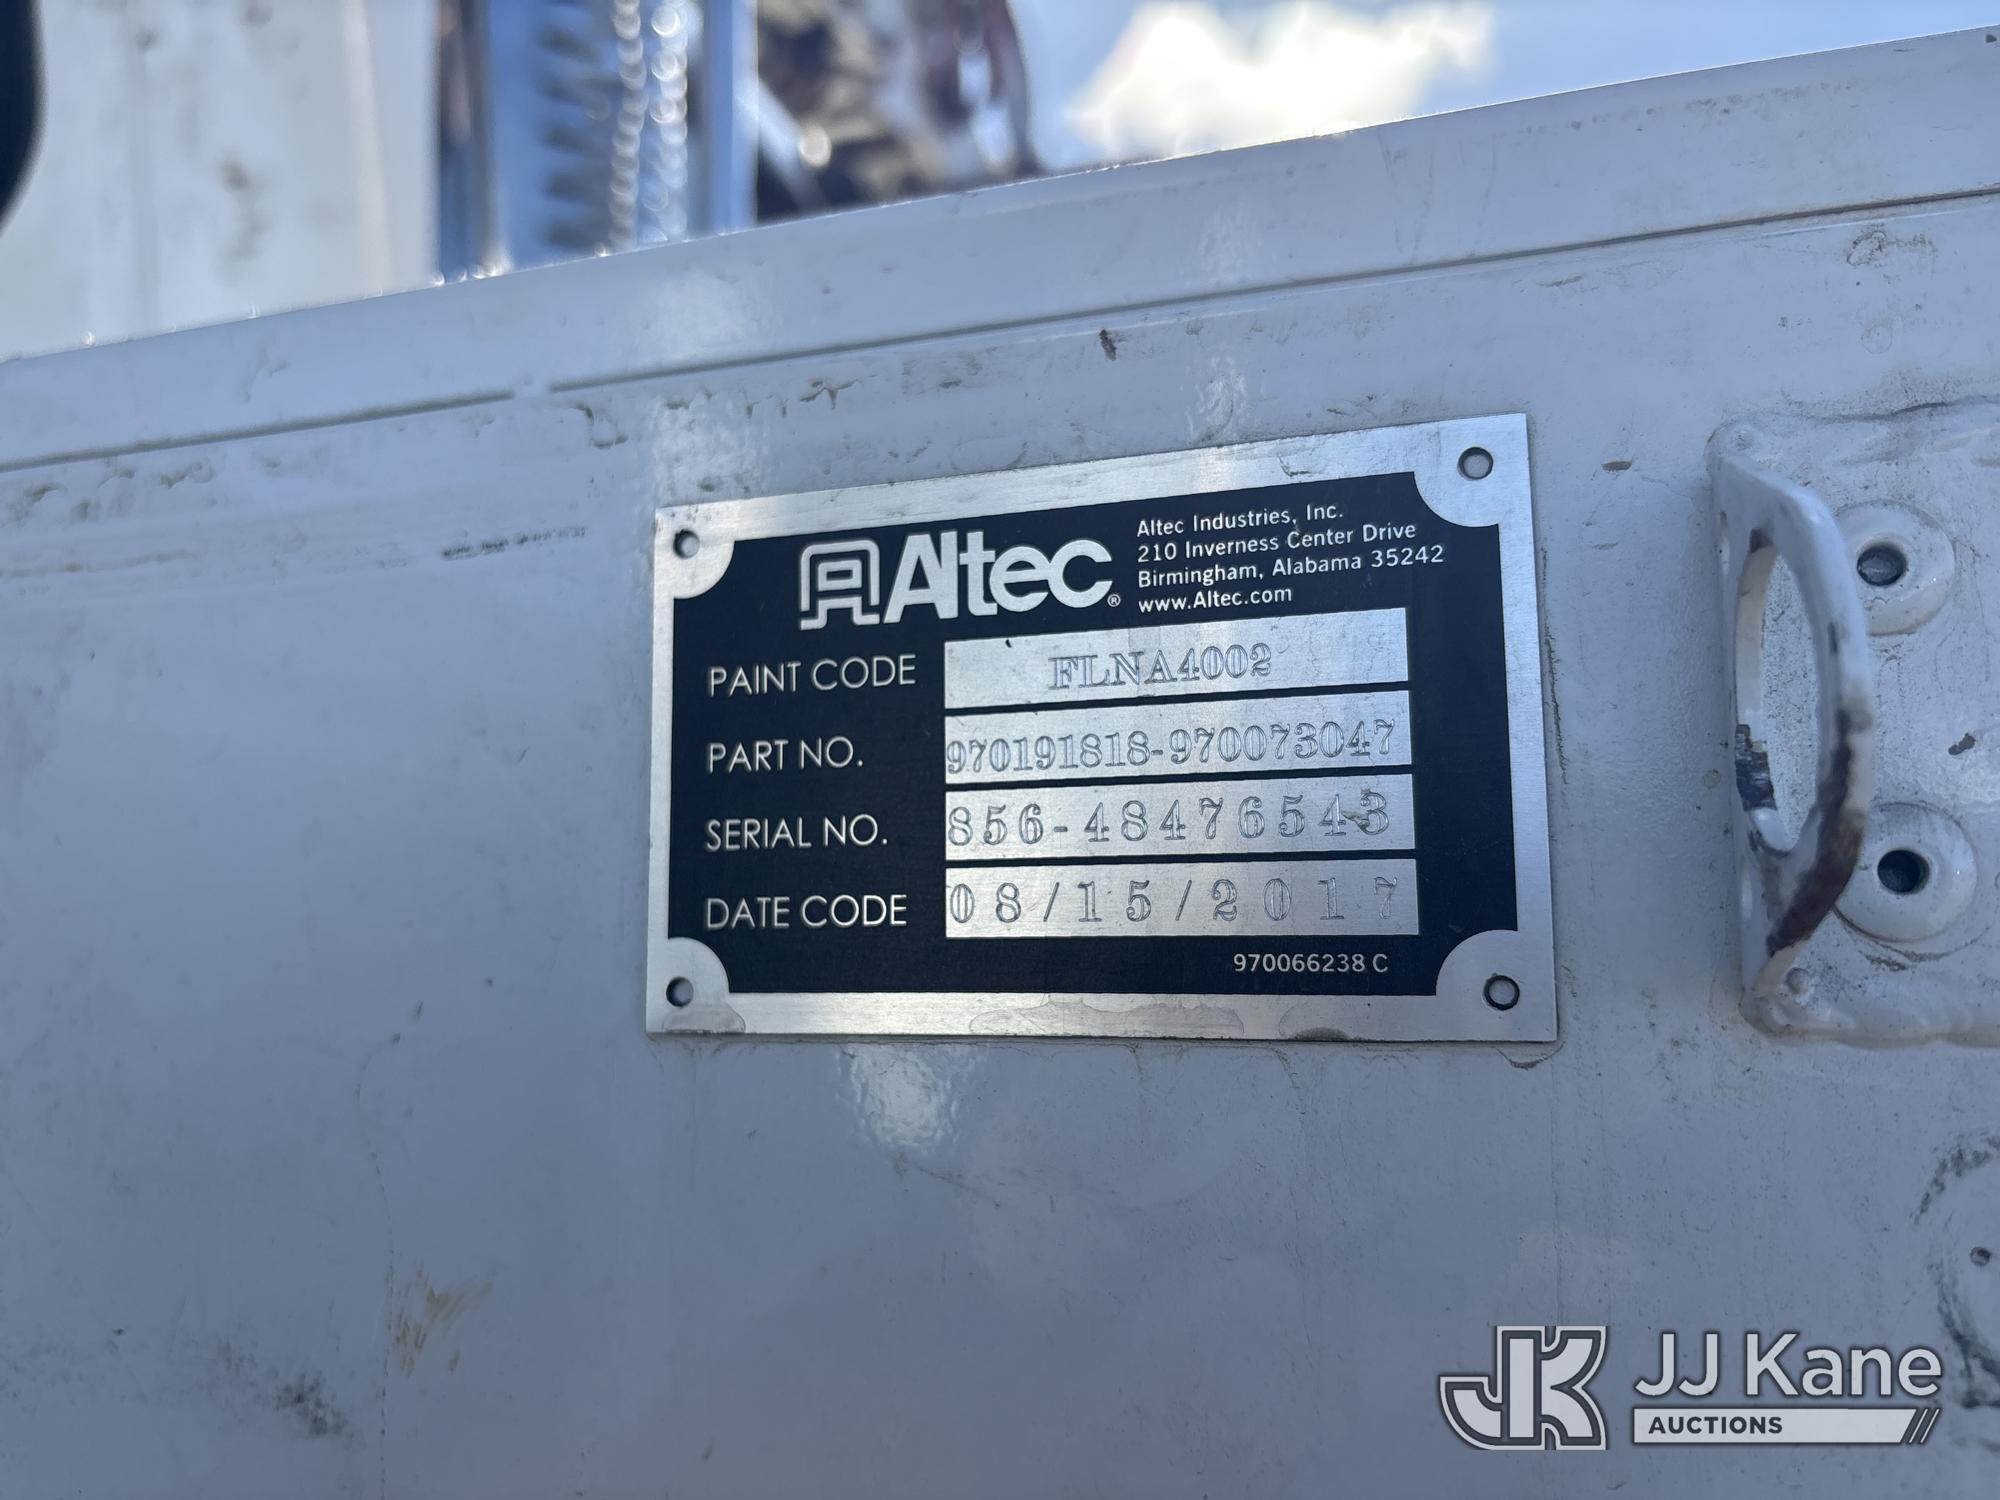 Altec®
Altec Industries, Inc.
210 Inverness Center Drive
Birmingham, Alabama 35242
www.Altec.com
PAINT CODE FLNA4002
PART NO. 970191818-970073047
SERIAL NO. 856-48476543
DATE CODE 08/15/2017
970066238 C
JK JJ Kane
AUCTIONS